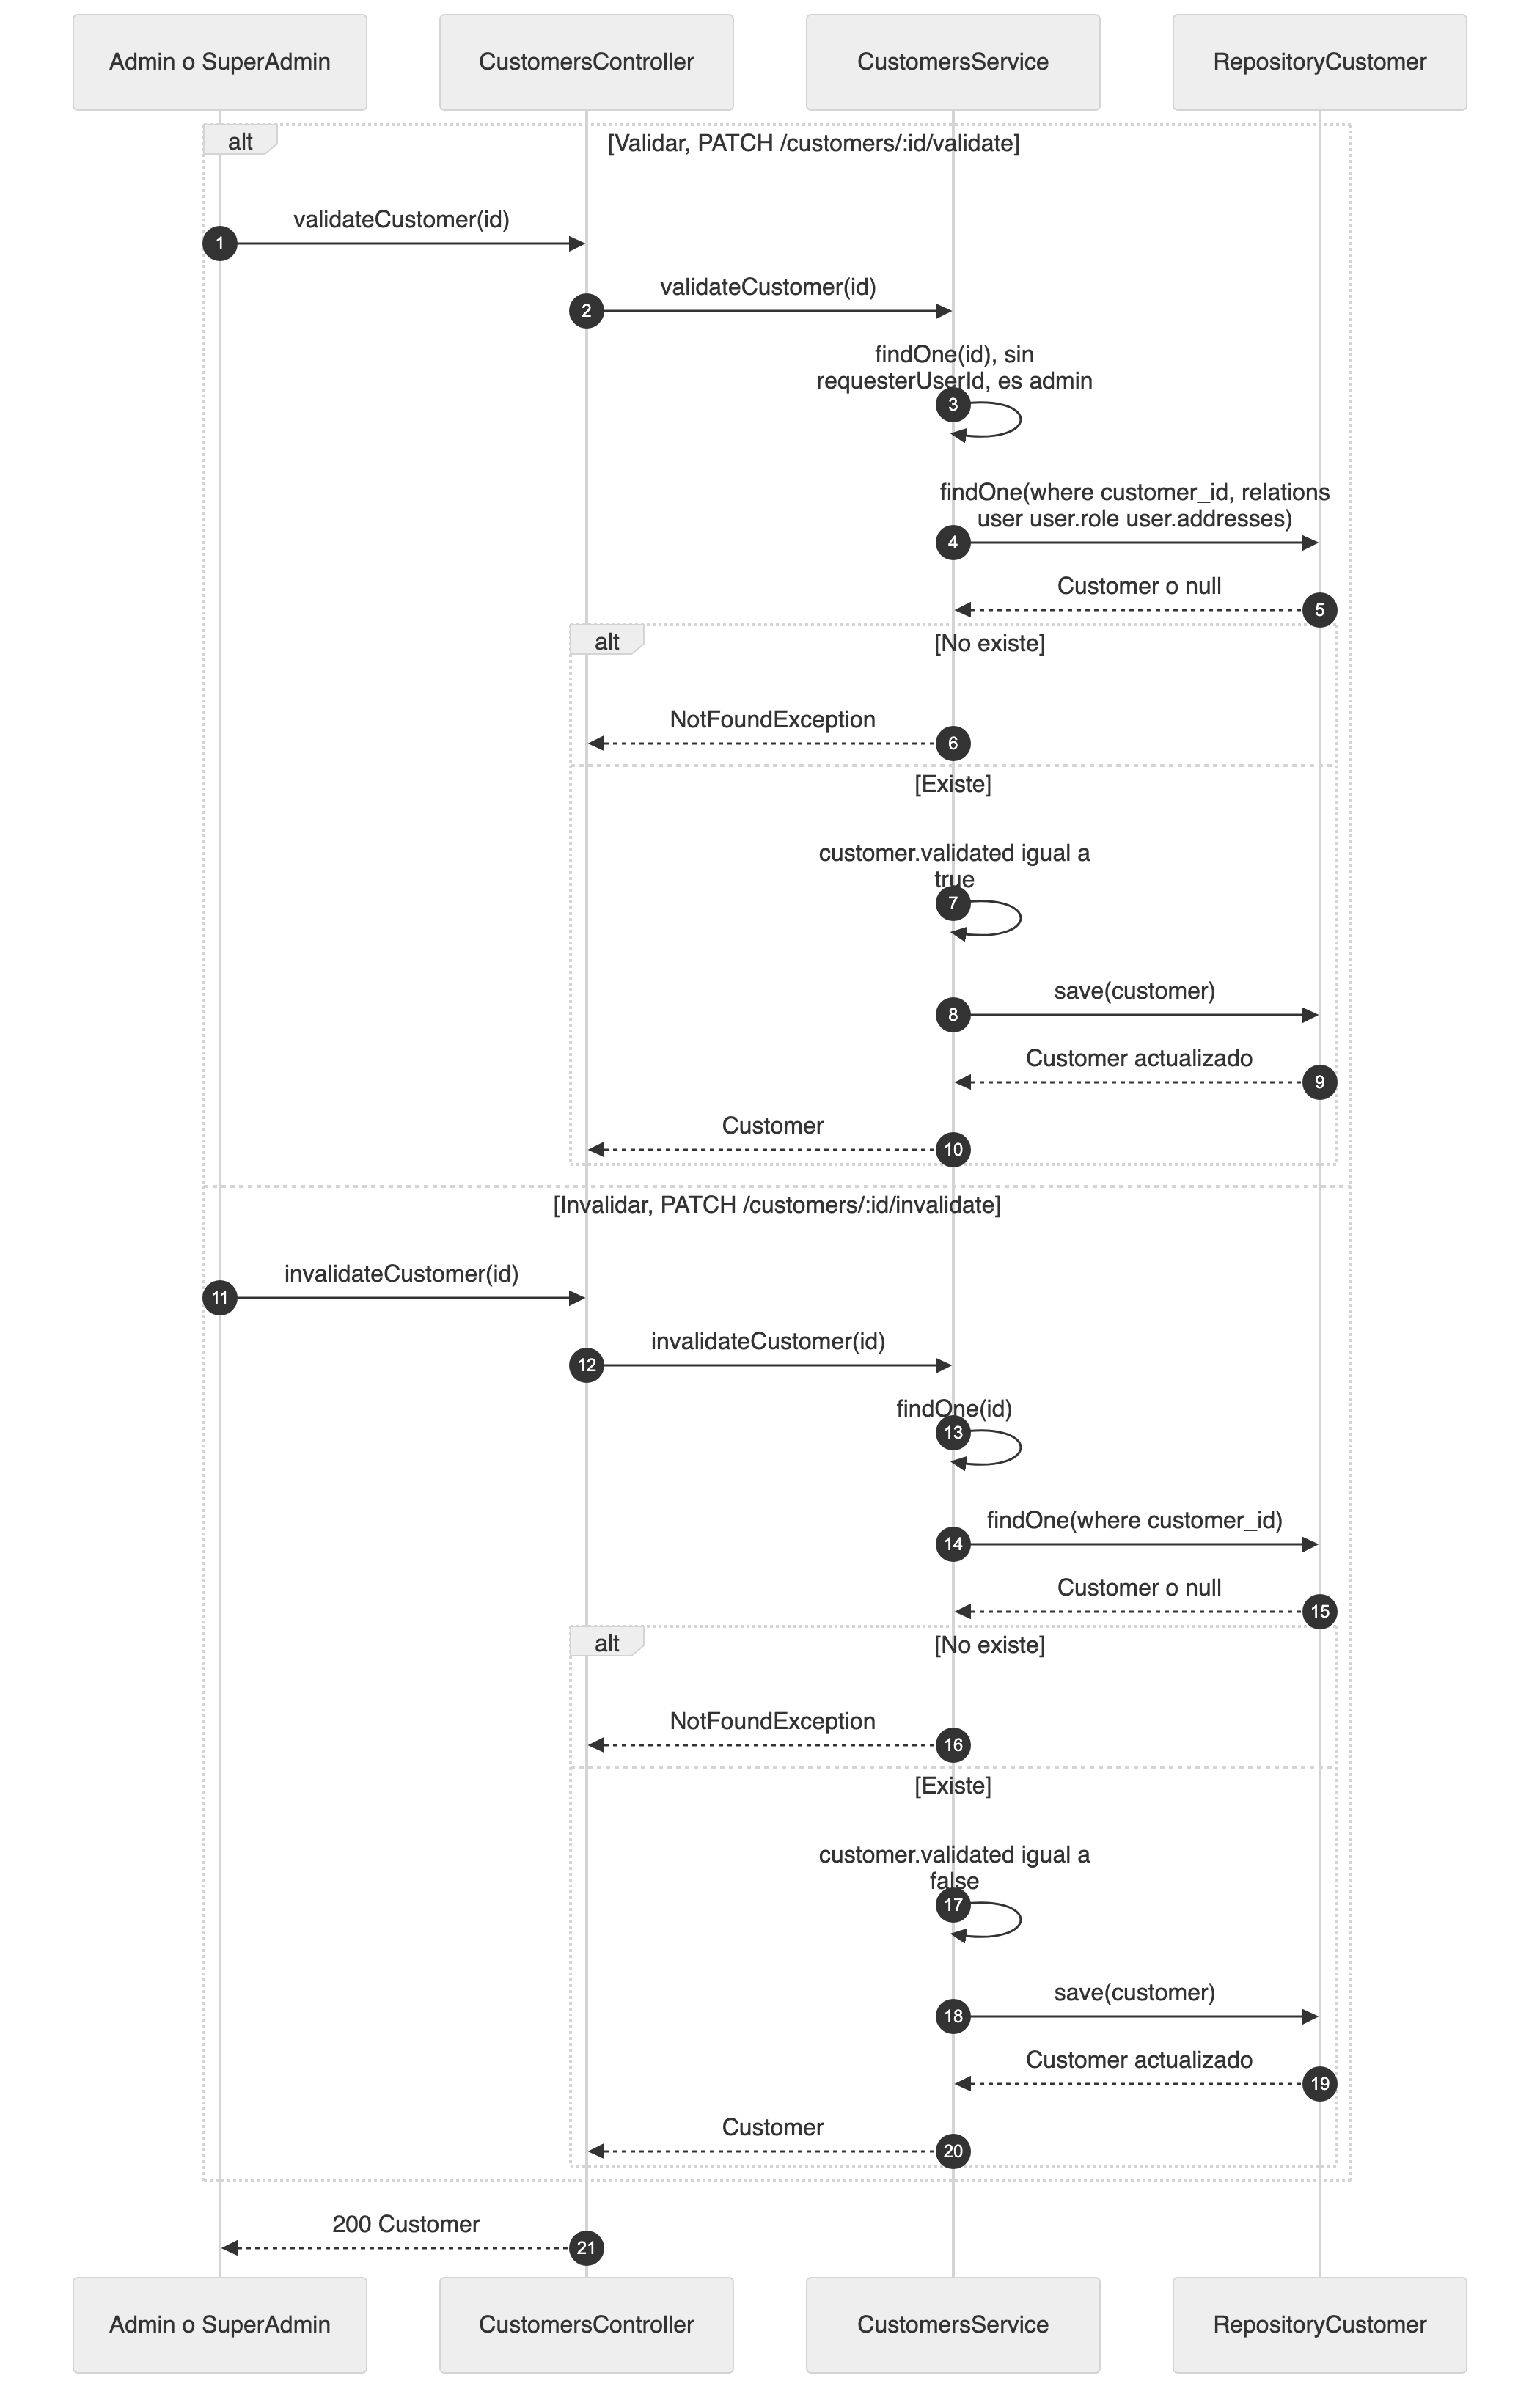 Admin o SuperAdmin
CustomersController
CustomersService
RepositoryCustomer
alt
[Validar, PATCH /customers/:id/validate]
validateCustomer(id)
1
validateCustomer(id)
2
findOne(id), sin
requesterUserId, es admin
3
findOne(where customer_id, relations
user user.role user.addresses)
4
Customer o null
5
alt
[No existe]
NotFoundException
6
[Existe]
customer.validated igual a
true
7
save(customer)
8
Customer actualizado
9
Customer
10
[Invalidar, PATCH /customers/:id/invalidate]
invalidateCustomer(id)
11
invalidateCustomer(id)
12
findOne(id)
13
findOne(where customer_id)
14
Customer o null
15
alt
[No existe]
NotFoundException
16
[Existe]
customer.validated igual a
false
17
save(customer)
18
Customer actualizado
19
Customer
20
200 Customer
21
Admin o SuperAdmin
CustomersController
CustomersService
RepositoryCustomer